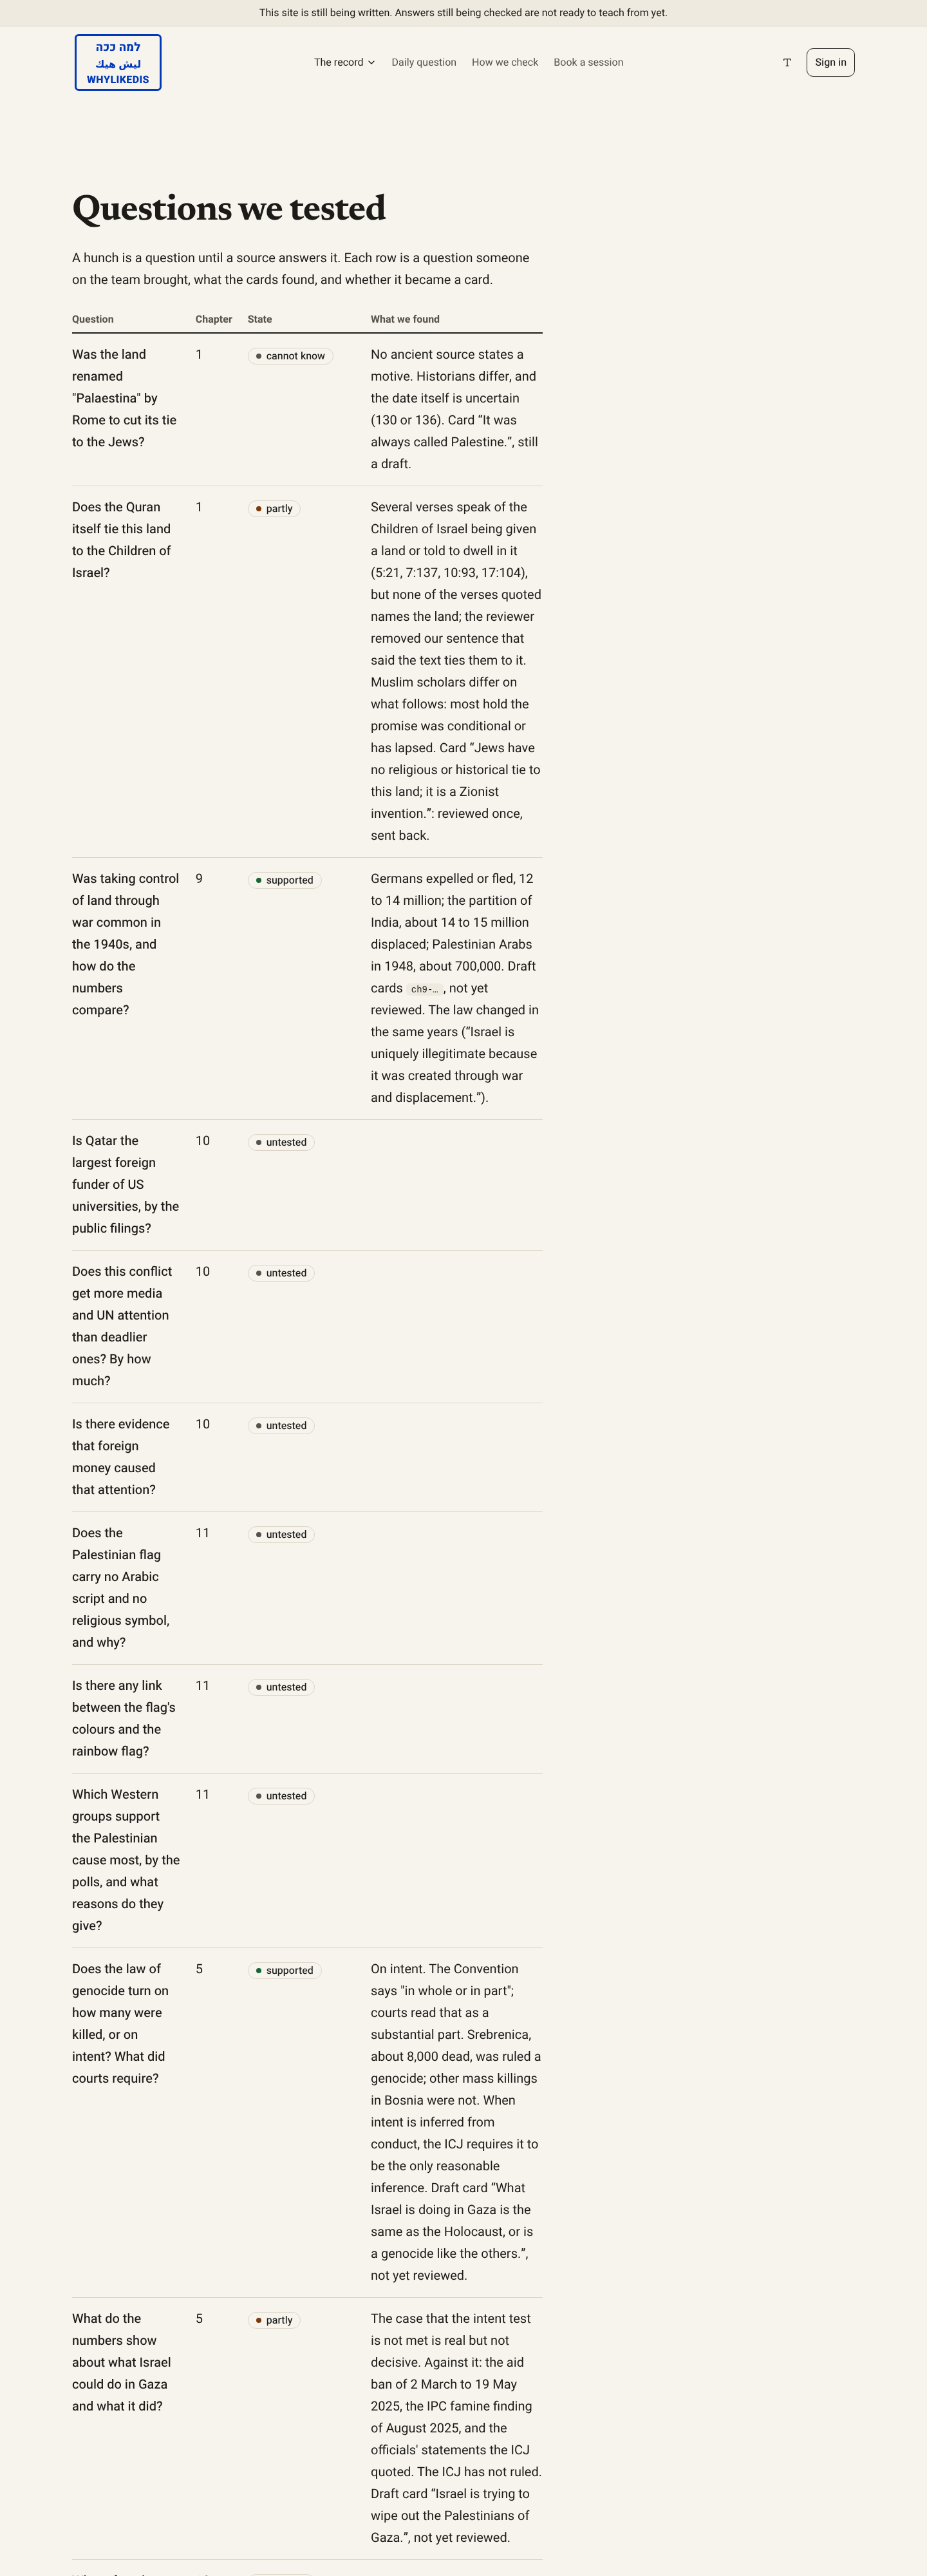 This site is still being written. Answers still being checked are not ready to teach from yet.
למה ככה
ليش هيك
WHYLIKEDIS
The record
Daily question
How we check
Book a session
T
Sign in
Questions we tested
A hunch is a question until a source answers it. Each row is a question someone
on the team brought, what the cards found, and whether it became a card.
Question Chapter State What we found
Was the land
renamed
"Palaestina" by
Rome to cut its tie
to the Jews?
1
cannot know
No ancient source states a
motive. Historians differ, and
the date itself is uncertain
(130 or 136). Card “It was
always called Palestine.”, still
a draft.
Does the Quran
itself tie this land
to the Children of
Israel?
1
partly
Several verses speak of the
Children of Israel being given
a land or told to dwell in it
(5:21, 7:137, 10:93, 17:104),
but none of the verses quoted
names the land; the reviewer
removed our sentence that
said the text ties them to it.
Muslim scholars differ on
what follows: most hold the
promise was conditional or
has lapsed. Card “Jews have
no religious or historical tie to
this land; it is a Zionist
invention.”: reviewed once,
sent back.
Was taking control
of land through
war common in
the 1940s, and
how do the
numbers
compare?
9
supported
Germans expelled or fled, 12
to 14 million; the partition of
India, about 14 to 15 million
displaced; Palestinian Arabs
in 1948, about 700,000. Draft
cards ch9-…, not yet
reviewed. The law changed in
the same years (“Israel is
uniquely illegitimate because
it was created through war
and displacement.”).
Is Qatar the
largest foreign
funder of US
universities, by the
public filings?
10
untested
Does this conflict
get more media
and UN attention
than deadlier
ones? By how
much?
10
untested
Is there evidence
that foreign
money caused
that attention?
10
untested
Does the
Palestinian flag
carry no Arabic
script and no
religious symbol,
and why?
11
untested
Is there any link
between the flag's
colours and the
rainbow flag?
11
untested
Which Western
groups support
the Palestinian
cause most, by the
polls, and what
reasons do they
give?
11
untested
Does the law of
genocide turn on
how many were
killed, or on
intent? What did
courts require?
5
supported
On intent. The Convention
says "in whole or in part";
courts read that as a
substantial part. Srebrenica,
about 8,000 dead, was ruled a
genocide; other mass killings
in Bosnia were not. When
intent is inferred from
conduct, the ICJ requires it to
be the only reasonable
inference. Draft card “What
Israel is doing in Gaza is the
same as the Holocaust, or is
a genocide like the others.”,
not yet reviewed.
What do the
numbers show
about what Israel
could do in Gaza
and what it did?
5
partly
The case that the intent test
is not met is real but not
decisive. Against it: the aid
ban of 2 March to 19 May
2025, the IPC famine finding
of August 2025, and the
officials' statements the ICJ
quoted. The ICJ has not ruled.
Draft card “Israel is trying to
wipe out the Palestinians of
Gaza.”, not yet reviewed.